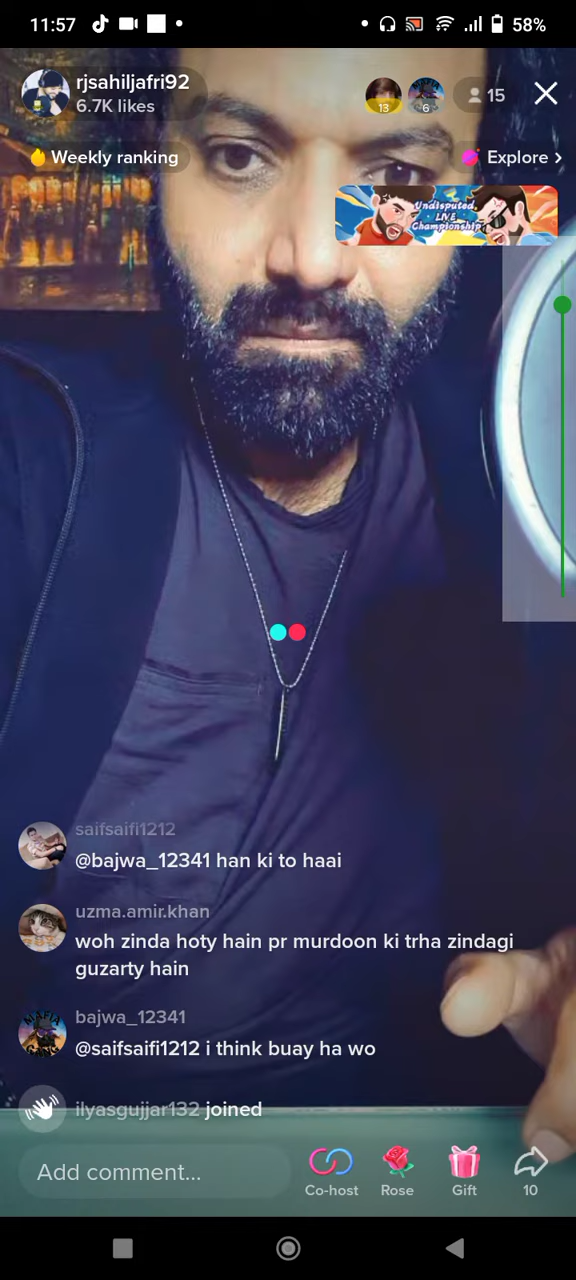 11:57
58%
rjsahiljafri92
6.7K likes
13
6
15
Weekly ranking
Explore >
Undisputed
LIVE
Championship
saifsaifi1212
@bajwa_12341 han ki to haai
uzma.amir.khan
woh zinda hoty hain pr murdoon ki trha zindagi
guzarty hain
MAFIA
GANG
bajwa_12341
@saifsaifi1212 i think buay ha wo
ilyasgujjar132 joined
Add comment...
Co-host
Rose
Gift
10